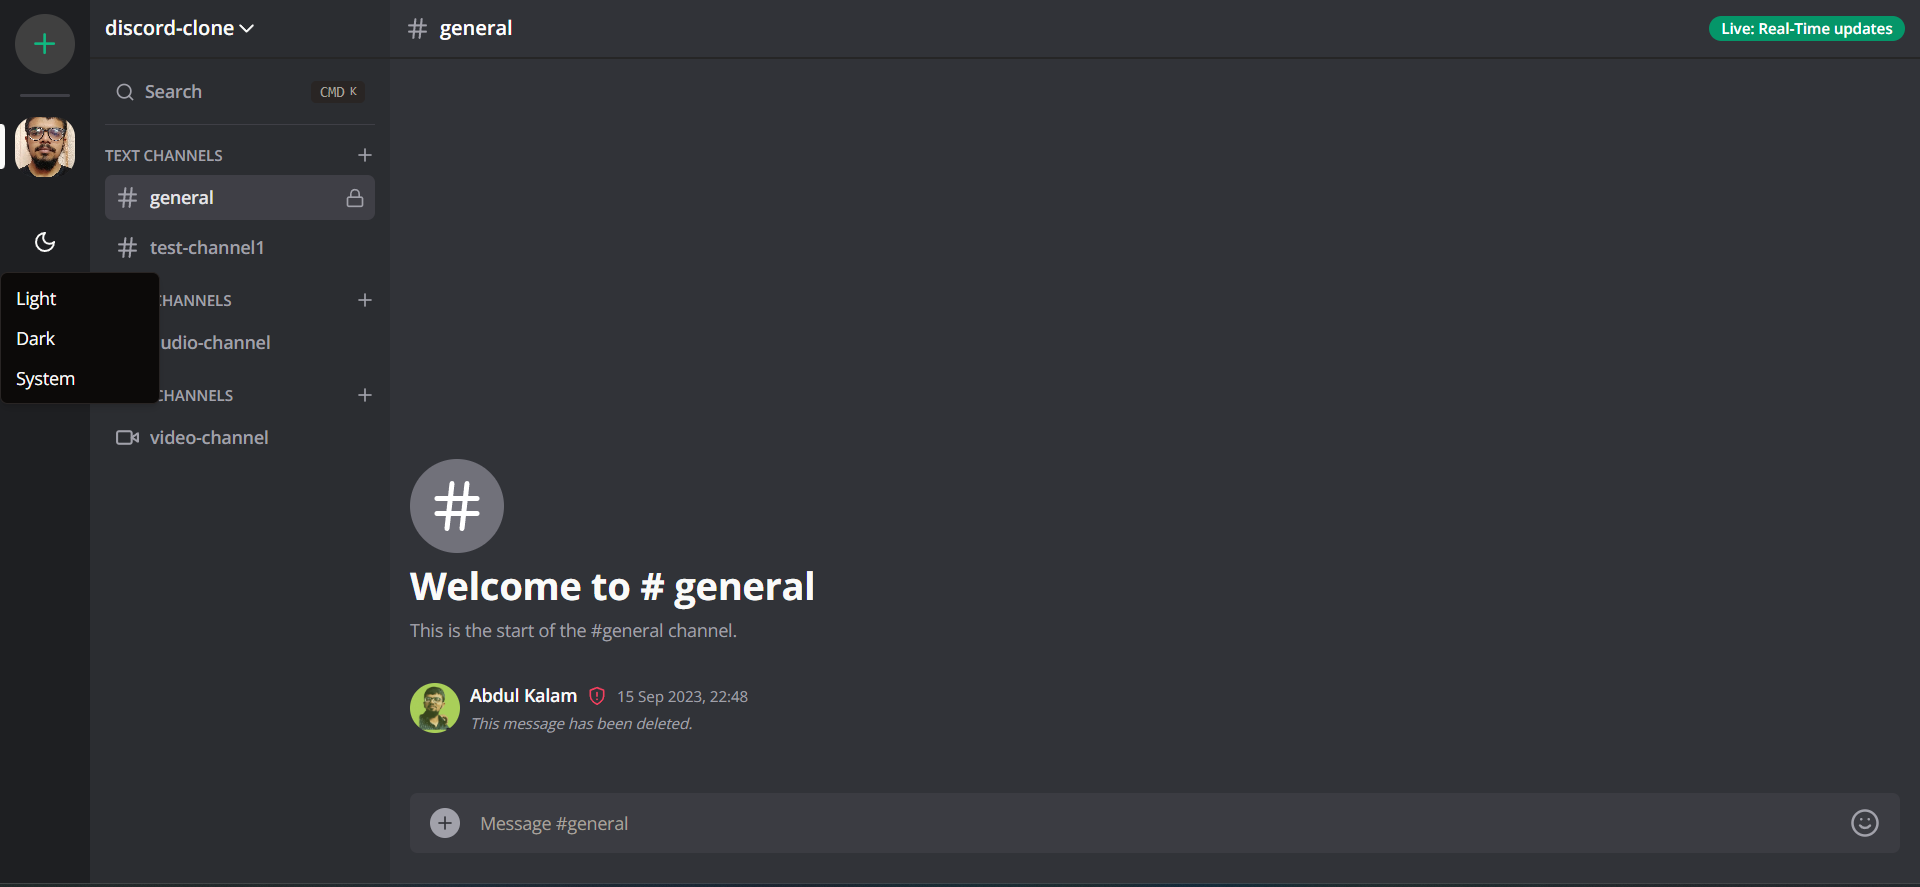 discord-clone
Search
CMD K
TEXT CHANNELS
# general
# test-channel1
CHANNELS
udio-channel
CHANNELS
video-channel
Light
Dark
System
# general
Live: Real-Time updates
#
Welcome to # general
This is the start of the #general channel.
Abdul Kalam 15 Sep 2023, 22:48
This message has been deleted.
Message #general